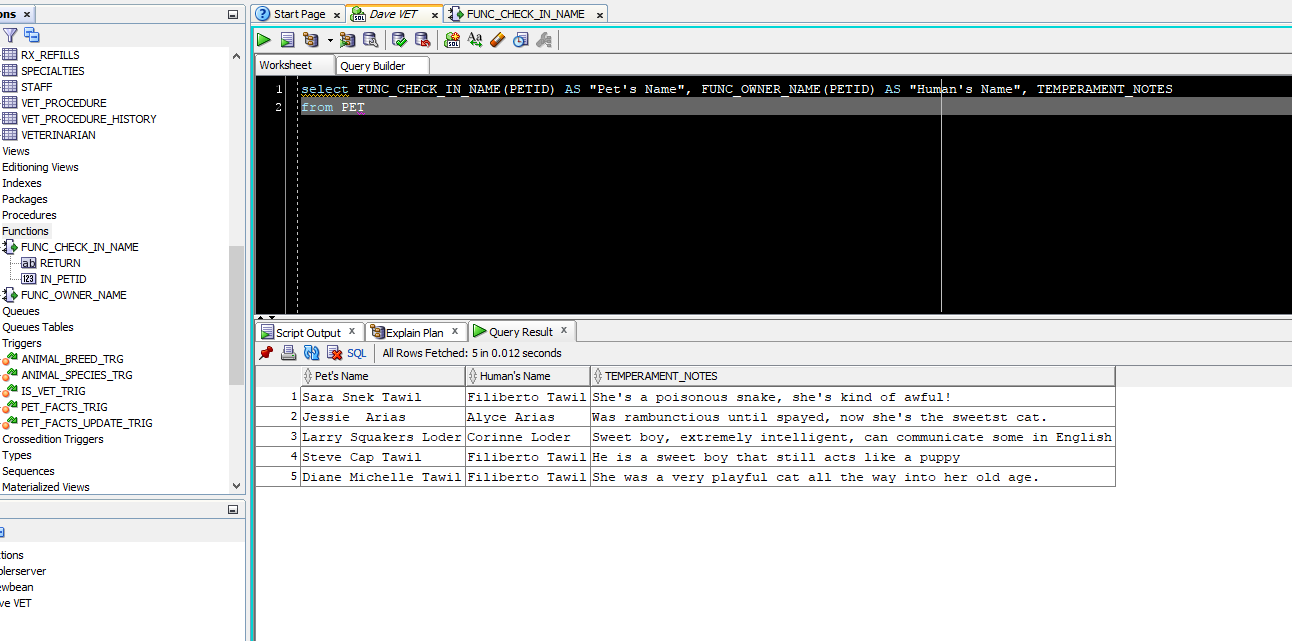 ons ×
RX_REFILLS
SPECIALTIES
STAFF
VET_PROCEDURE
VET_PROCEDURE_HISTORY
VETERINARIAN
Views
Editioning Views
Indexes
Packages
Procedures
Functions
FUNC_CHECK_IN_NAME
ab RETURN
123 IN_PETID
FUNC_OWNER_NAME
Queues
Queues Tables
Triggers
ANIMAL_BREED_TRG
ANIMAL_SPECIES_TRG
IS_VET_TRIG
PET_FACTS_TRIG
PET_FACTS_UPDATE_TRIG
Crossedition Triggers
Types
Sequences
Materialized Views
tions
plerserver
ewbean
ve VET
Start Page × Dave VET × FUNC_CHECK_IN_NAME ×
Worksheet Query Builder
1 select FUNC_CHECK_IN_NAME(PETID) AS "Pet's Name", FUNC_OWNER_NAME(PETID) AS "Human's Name", TEMPERAMENT_NOTES
2 from PET
Script Output × Explain Plan × Query Result ×
SQL All Rows Fetched: 5 in 0.012 seconds
Pet's Name Human's Name TEMPERAMENT_NOTES
1 Sara Snek Tawil Filiberto Tawil She's a poisonous snake, she's kind of awful!
2 Jessie  Arias Alyce Arias Was rambunctious until spayed, now she's the sweetst cat.
3 Larry Squakers Loder Corinne Loder Sweet boy, extremely intelligent, can communicate some in English
4 Steve Cap Tawil Filiberto Tawil He is a sweet boy that still acts like a puppy
5 Diane Michelle Tawil Filiberto Tawil She was a very playful cat all the way into her old age.